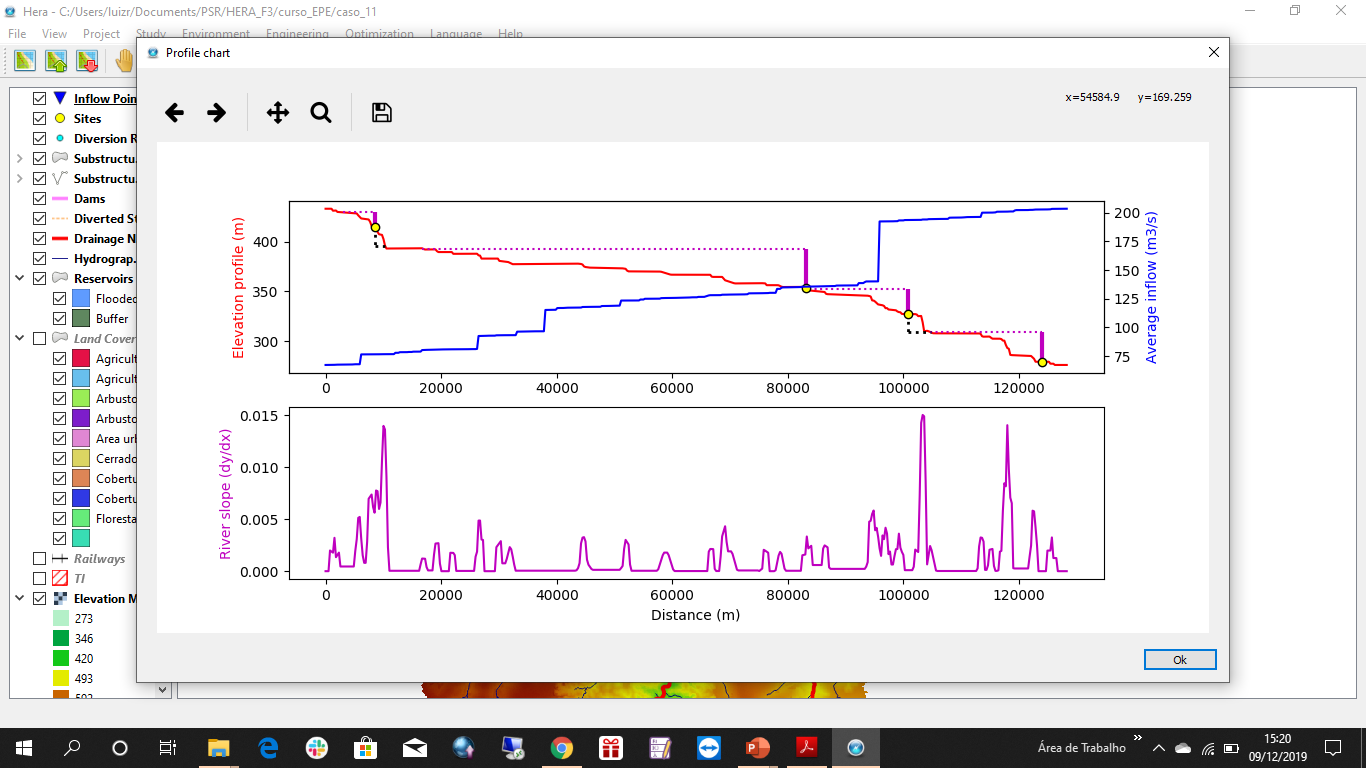 Hera - C:/Users/luizr/Documents/PSR/HERA_F3/curso_EPE/caso_11
File View Project Study Environment Engineering Optimization Language Help
Profile chart
x=54584.9 y=169.259
Inflow Poin
Sites
Diversion R
Substructu
Substructu
Dams
Diverted St
Drainage N
Hydrograp.
Reservoirs
Flooded
Buffer
Land Cover
Agricult
Agricult
Arbusto
Arbusto
Area url
Cerrado
Cobertu
Cobertu
Floresta
Railways
TI
Elevation M
273
346
420
493
Elevation profile (m)
400
350
300
200
175
150
125
100
75
Average inflow (m3/s)
0 20000 40000 60000 80000 100000 120000
River slope (dy/dx)
0.015
0.010
0.005
0.000
0 20000 40000 60000 80000 100000 120000
Distance (m)
Ok
Área de Trabalho
15:20
09/12/2019